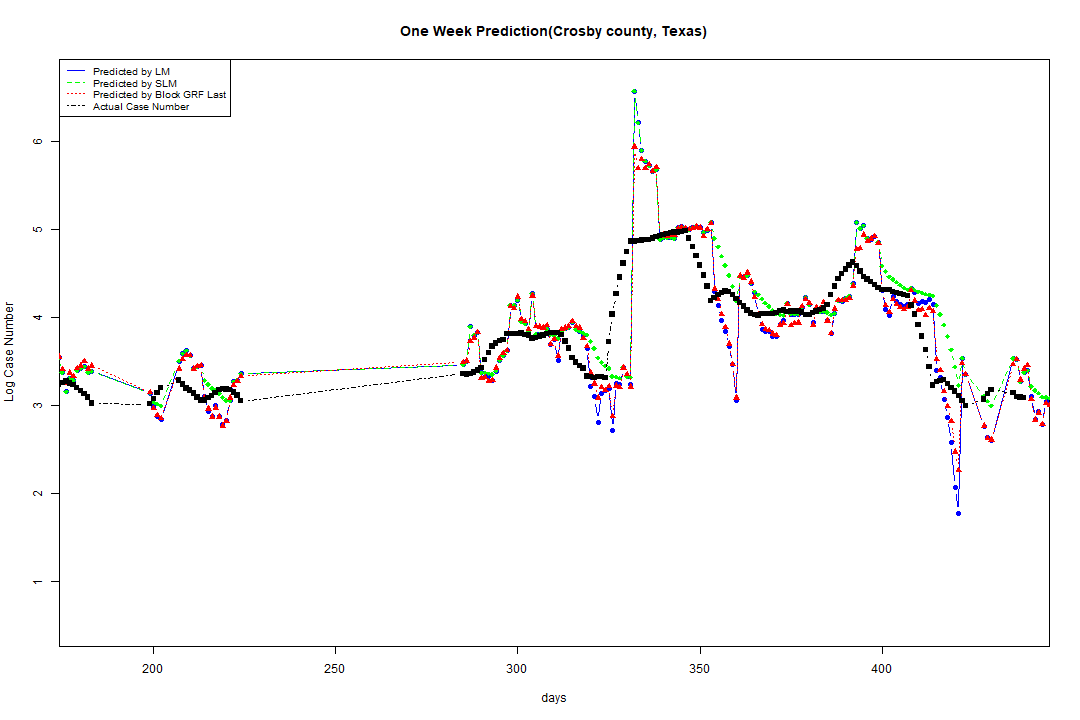 One Week Prediction(Crosby county, Texas)
Predicted by LM
Predicted by SLM
Predicted by Block GRF Last
Actual Case Number
6
5
4
3
2
1
Log Case Number
200 250 300 350 400
days